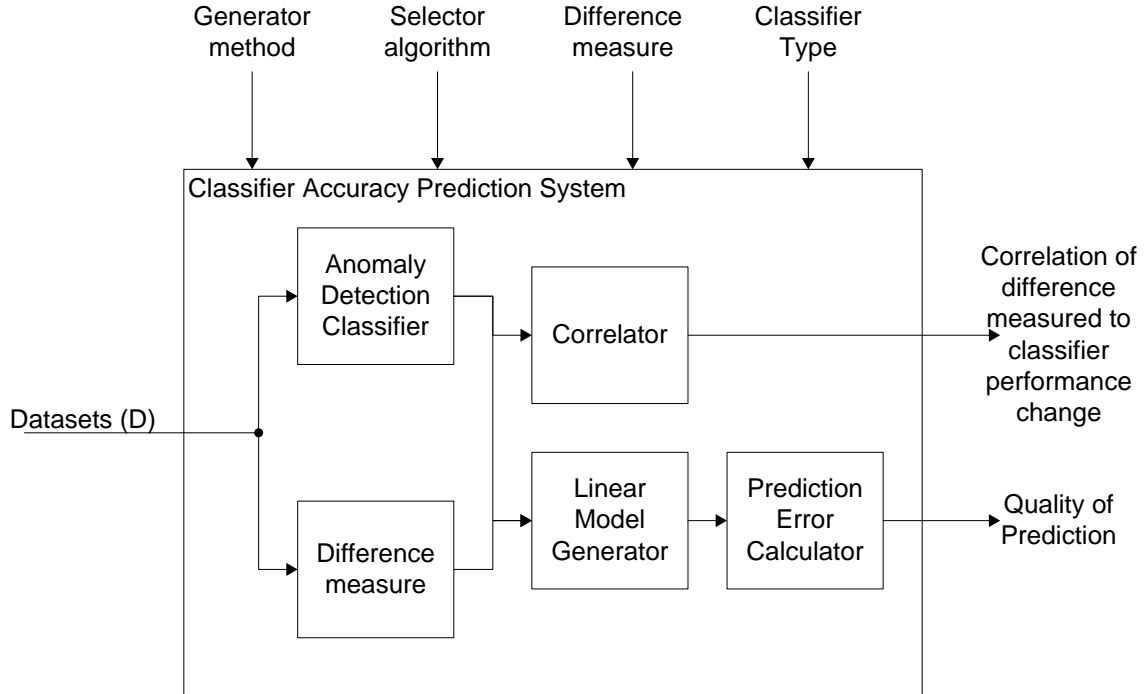 Generator
method
Selector
algorithm
Difference
measure
Classifier
Type
Classifier Accuracy Prediction System
Anomaly
Detection
Classifier
Correlator
Correlation of
difference
measured to
classifier
performance
change
Datasets (D)
Difference
measure
Linear
Model
Generator
Prediction
Error
Calculator
Quality of
Prediction